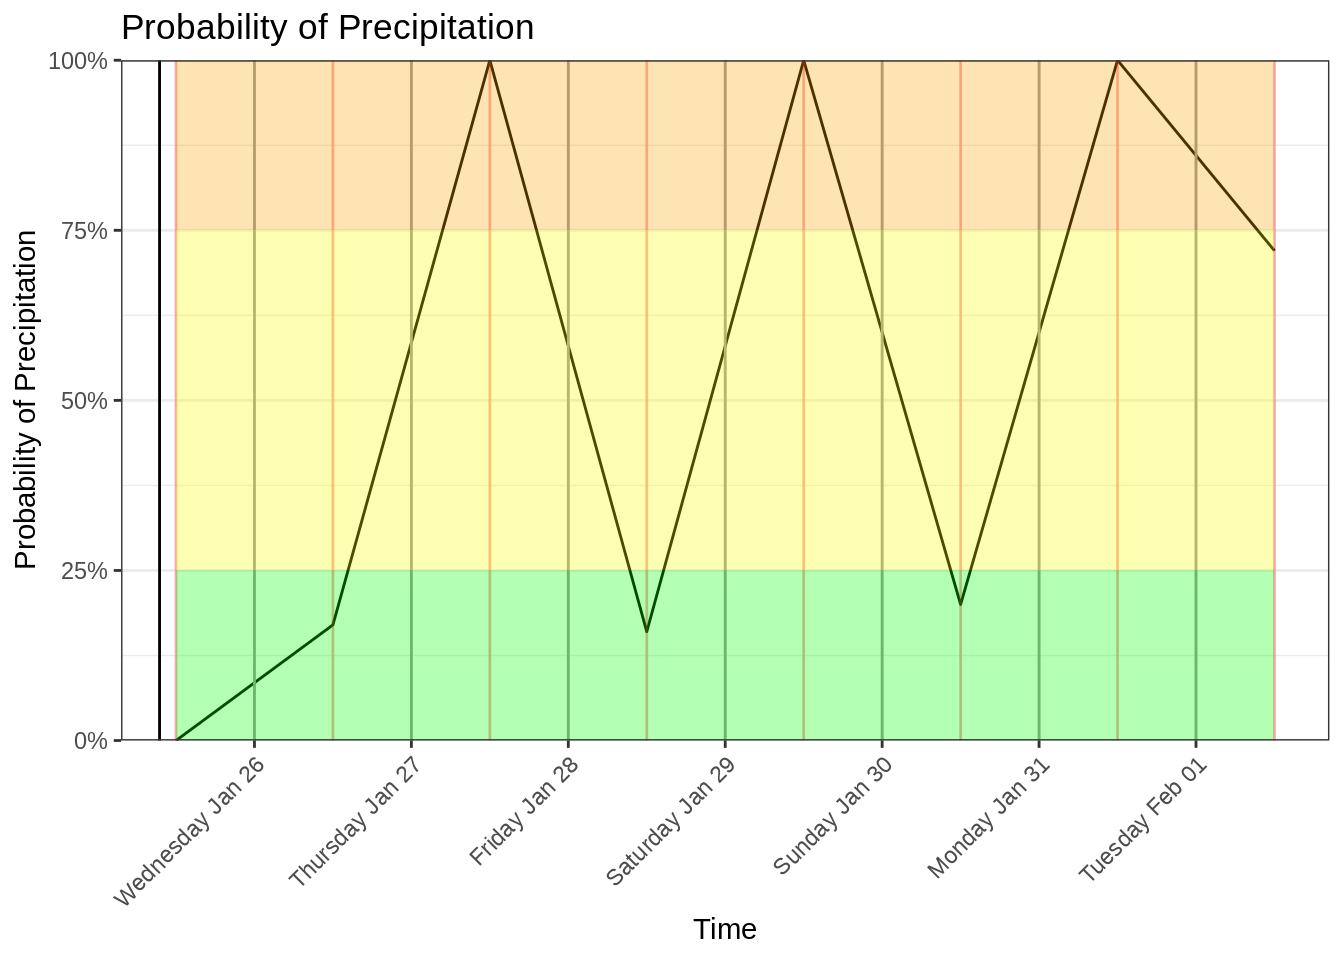 Probability of Precipitation
Probability of Precipitation
100%
75%
50%
25%
0%
Wednesday Jan 26
Thursday Jan 27
Friday Jan 28
Saturday Jan 29
Sunday Jan 30
Monday Jan 31
Tuesday Feb 01
Time